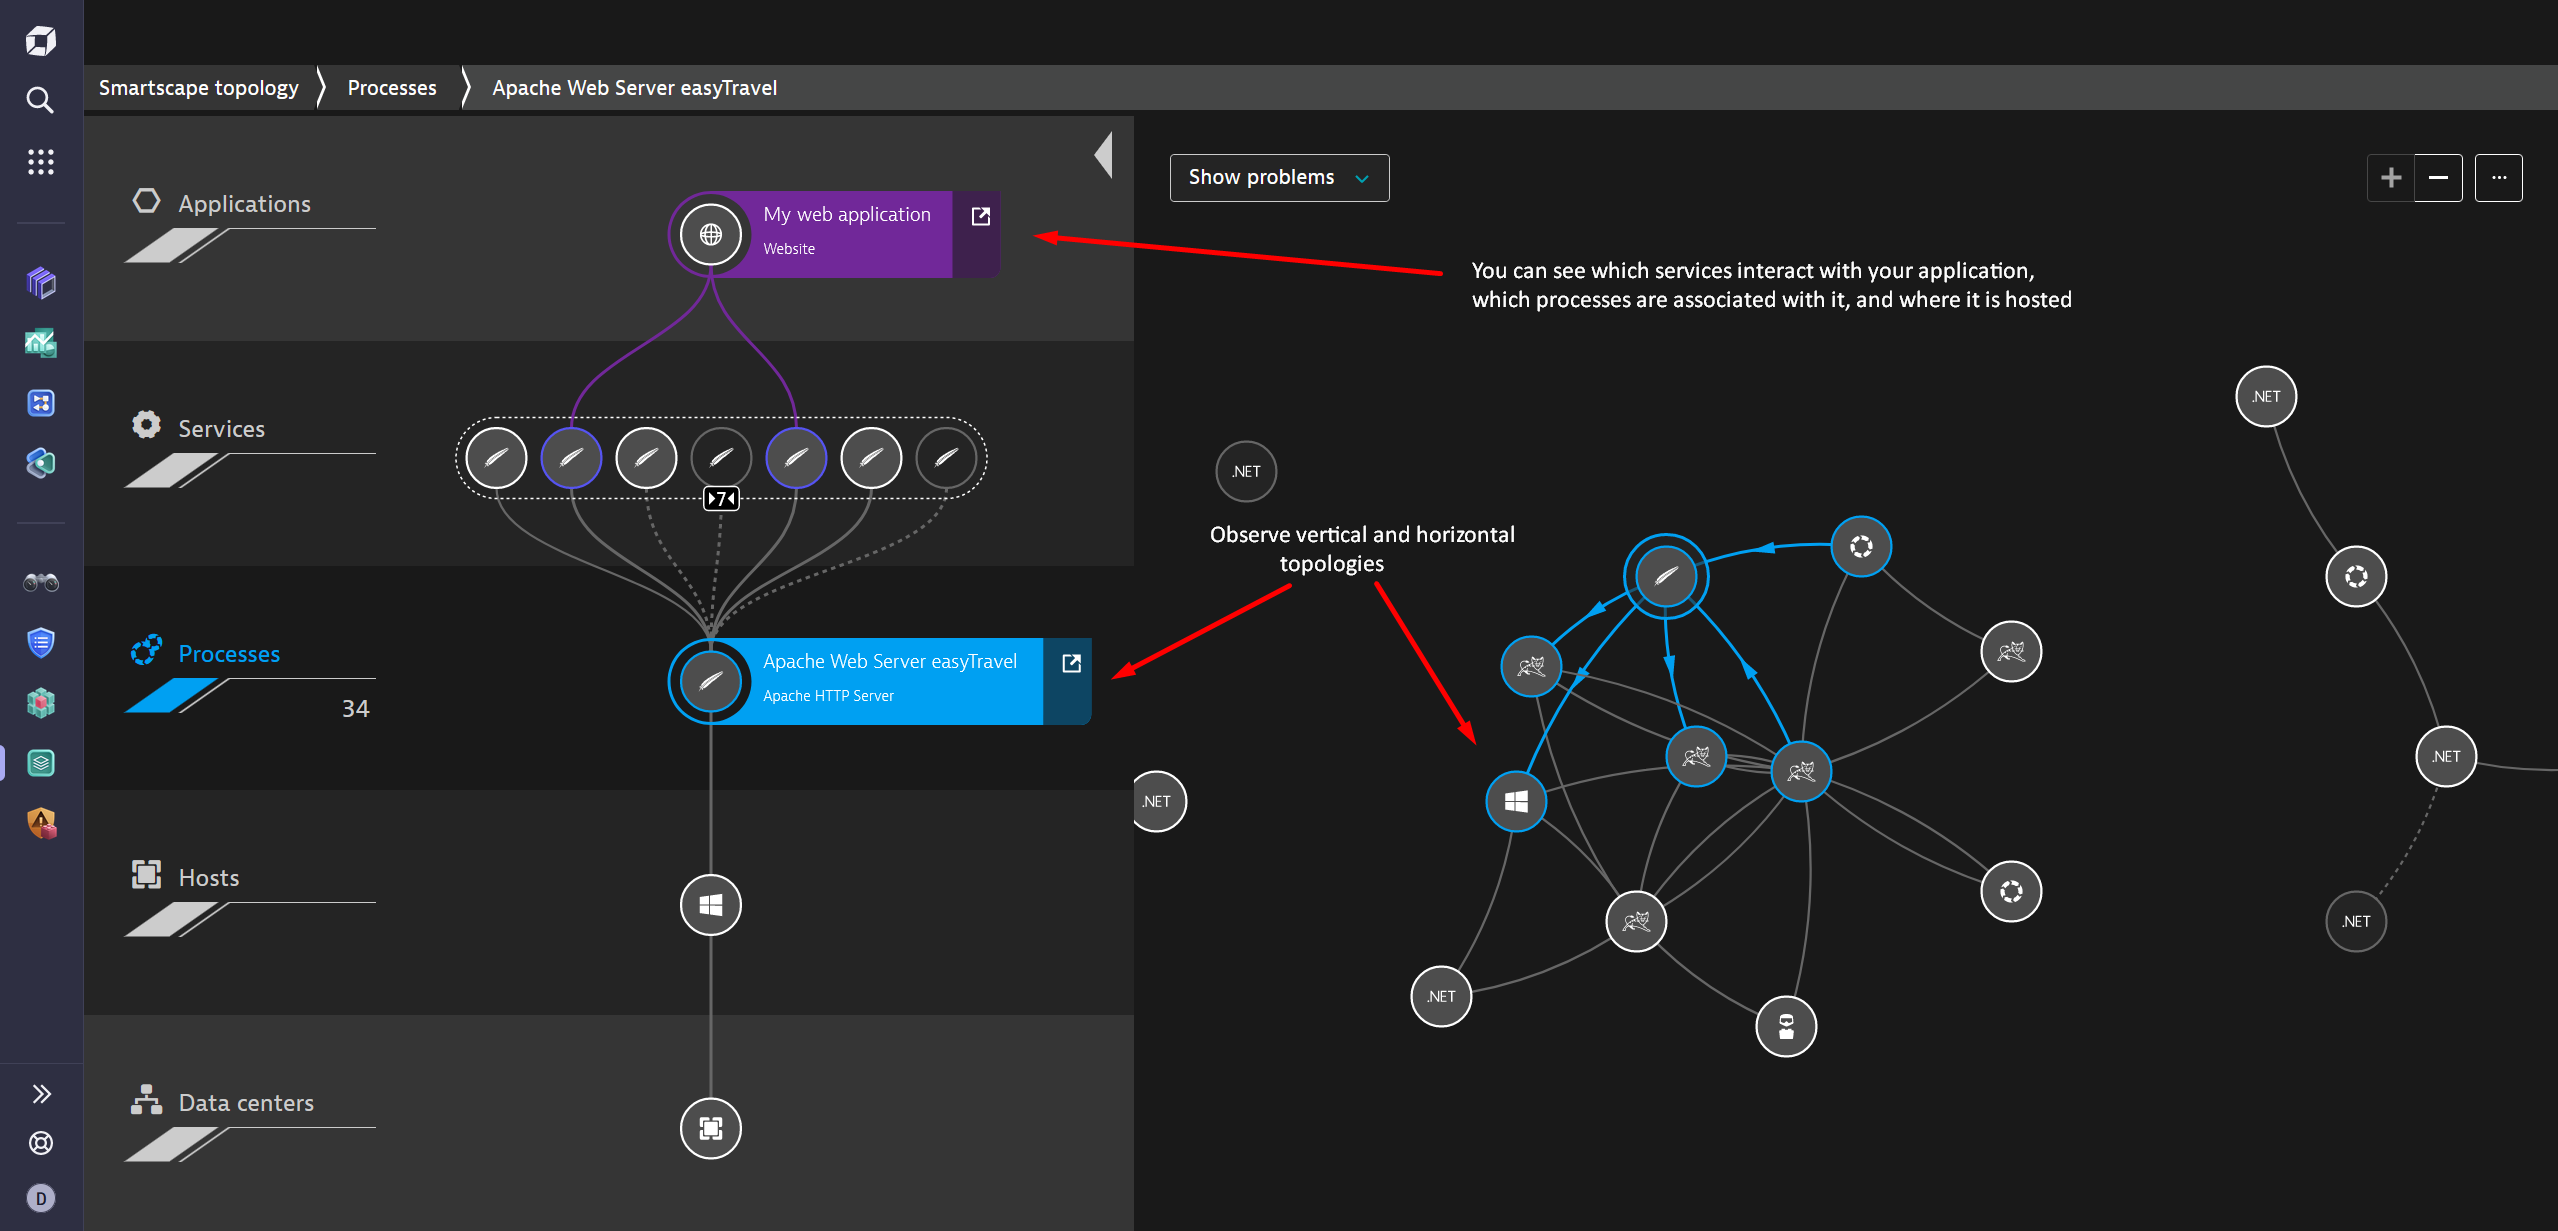 Smartscape topology
Processes
Apache Web Server easyTravel
Applications
My web application
Website
Services
7
Processes
34
Apache Web Server easyTravel
Apache HTTP Server
Hosts
Data centers
D
Show problems
...
You can see which services interact with your application,
which processes are associated with it, and where it is hosted
Observe vertical and horizontal
topologies
.NET
.NET
.NET
.NET
.NET
.NET